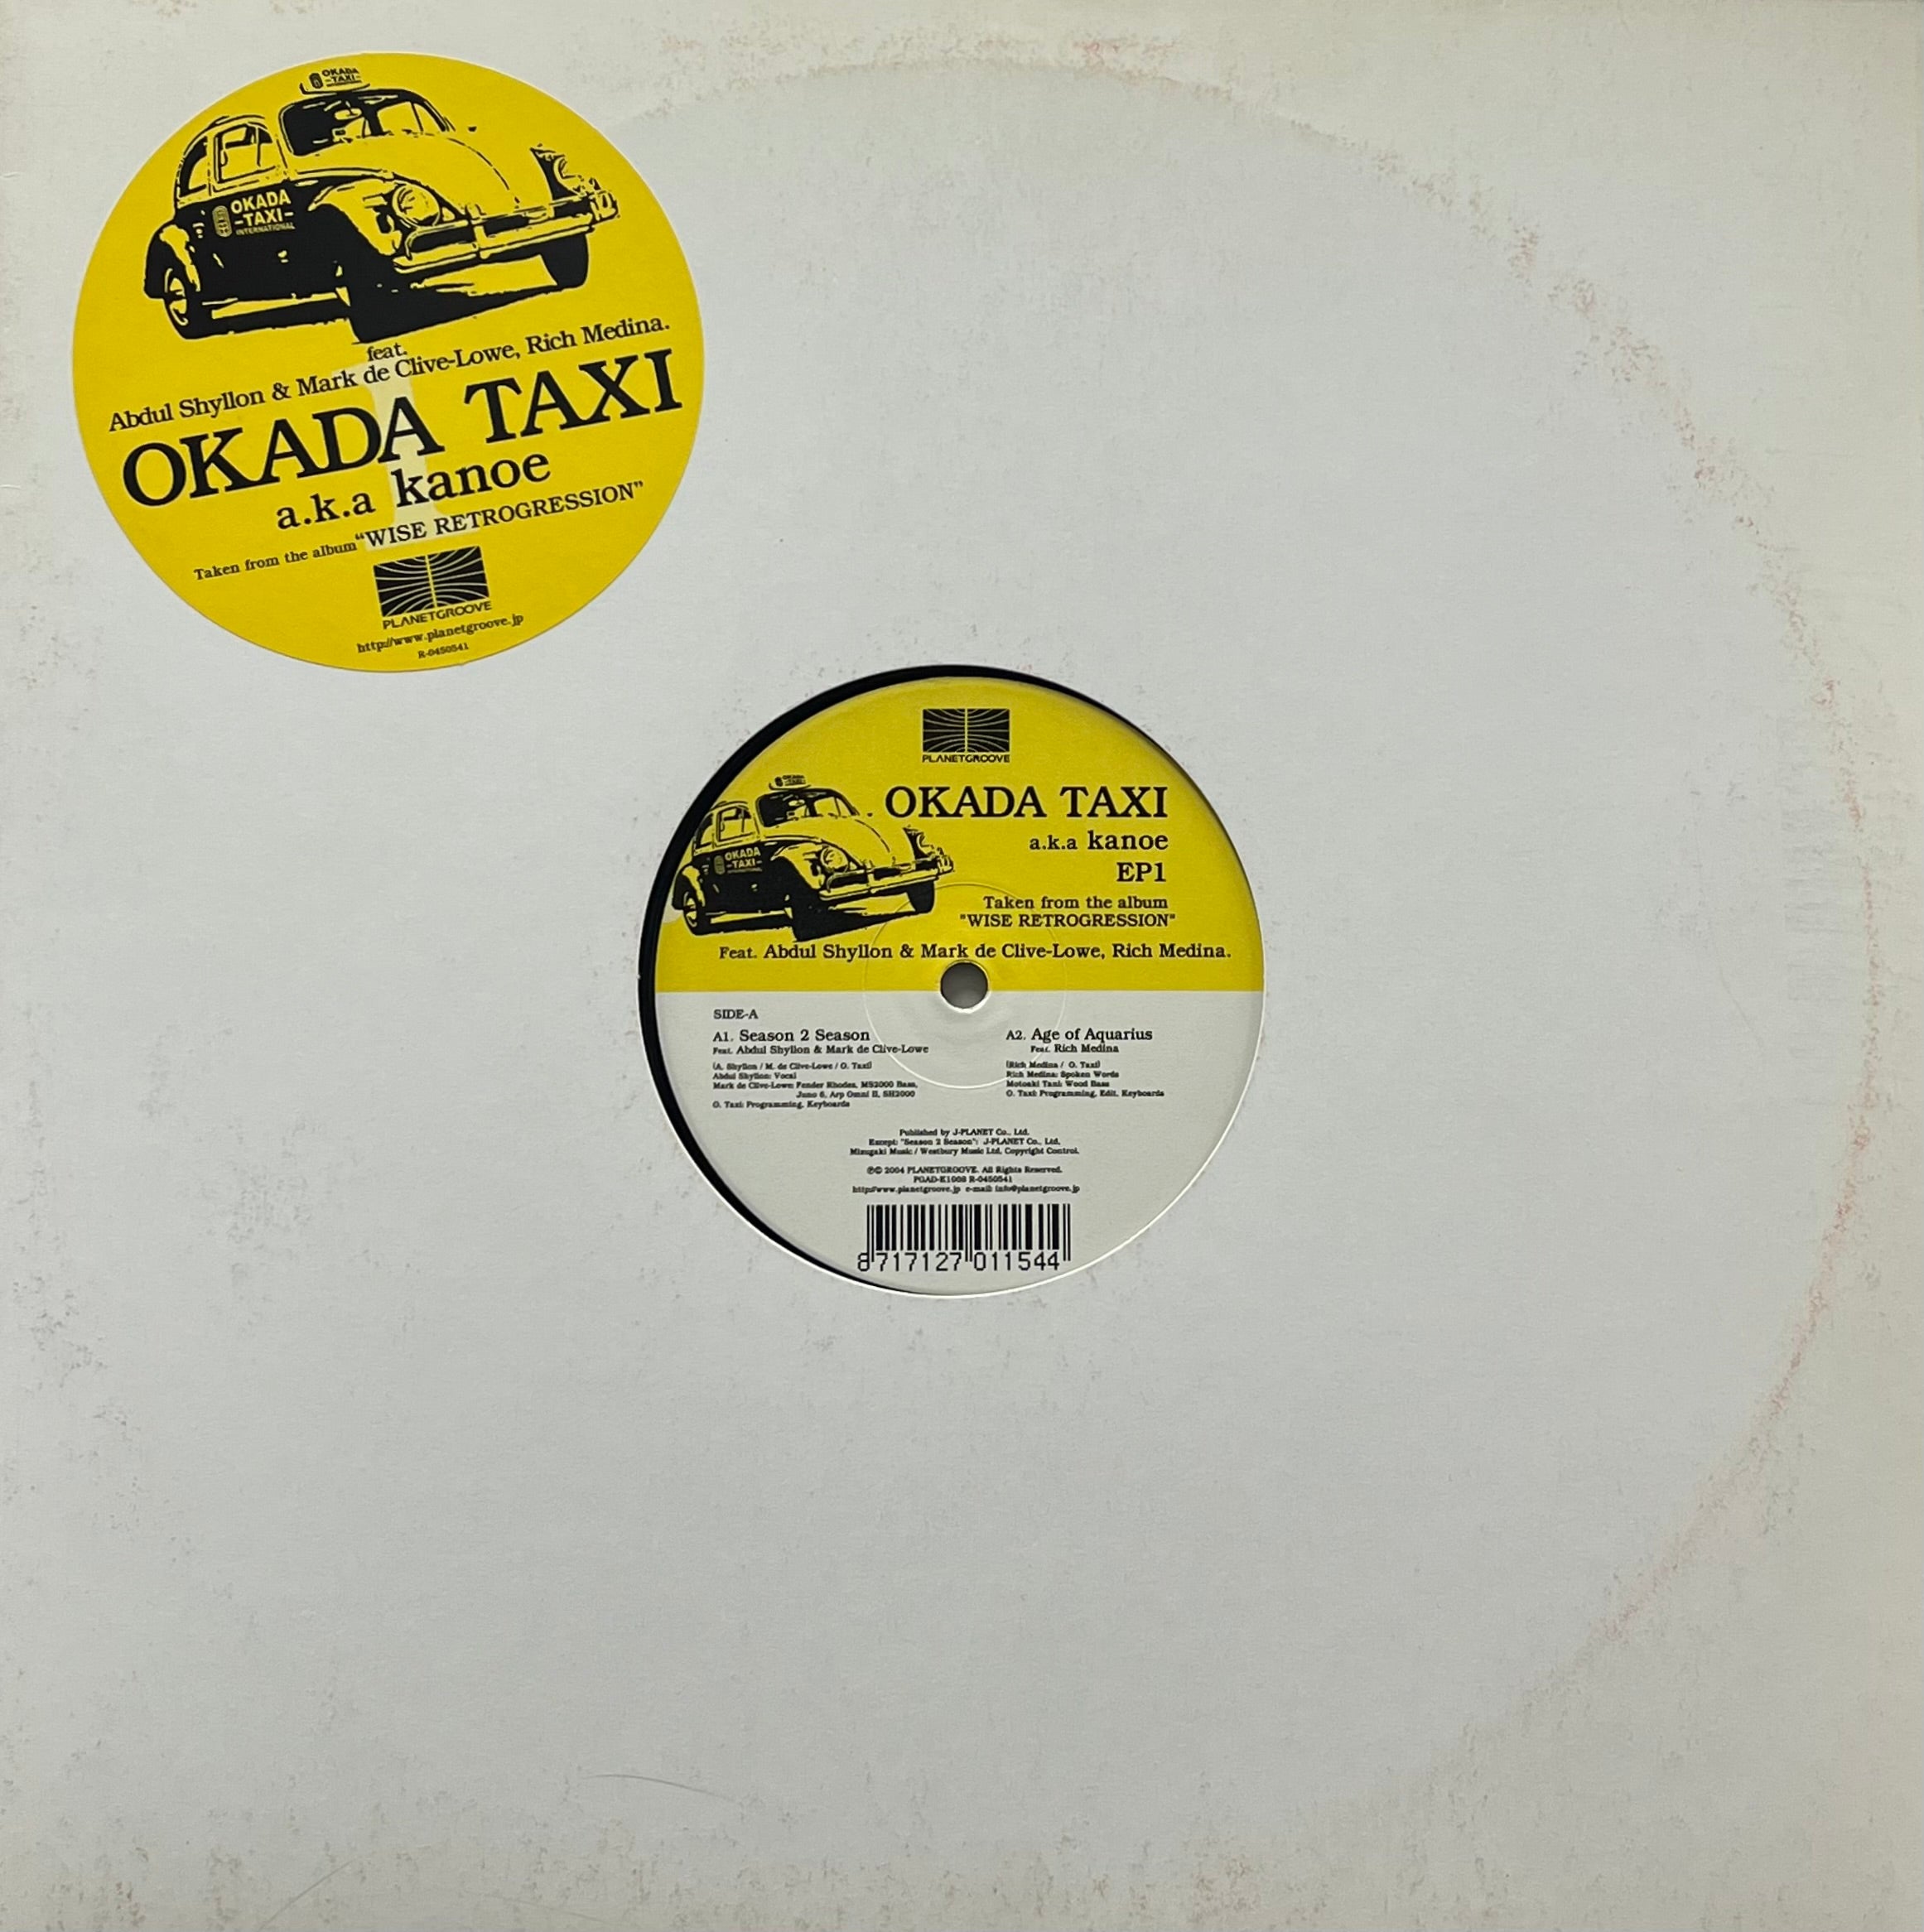 OKADA
-TAXI-
OKADA
-TAXI-
INTERNATIONAL
feat.
Abdul Shyllon & Mark de Clive-Lowe, Rich Medina.
OKADA TAXI
a.k.a kanoe
Taken from the album "WISE RETROGRESSION"
PLANETGROOVE
http://www.planetgroove.jp
R-0450541
PLANETGROOVE
OKADA TAXI
a.k.a kanoe
EP1
OKADA
-TAXI-
INTERNATIONAL
Taken from the album
"WISE RETROGRESSION"
Feat. Abdul Shyllon & Mark de Clive-Lowe, Rich Medina.
SIDE-A
A1. Season 2 Season
Feat. Abdul Shyllon & Mark de Clive-Lowe
(A. Shyllon / M. de Clive-Lowe / O. Taxi)
Abdul Shyllon: Vocal
Mark de Clive-Lowe: Fender Rhodes, MS2000 Bass,
Juno 6, Arp Omni II, SH2000
O. Taxi: Programming, Keyboards
A2. Age of Aquarius
Feat. Rich Medina
(Rich Medina / O. Taxi)
Rich Medina: Spoken Words
Motoaki Tani: Wood Bass
O. Taxi: Programming, Edit, Keyboards
Published by J-PLANET Co., Ltd.
Except: "Season 2 Season": J-PLANET Co., Ltd,
Mizugaki Music / Westbury Music Ltd, Copyright Control.
℗© 2004 PLANETGROOVE. All Rights Reserved.
R-0450541
http://www.planetgroove.jp e-mail: info@planetgroove.jp
8 717127 011544